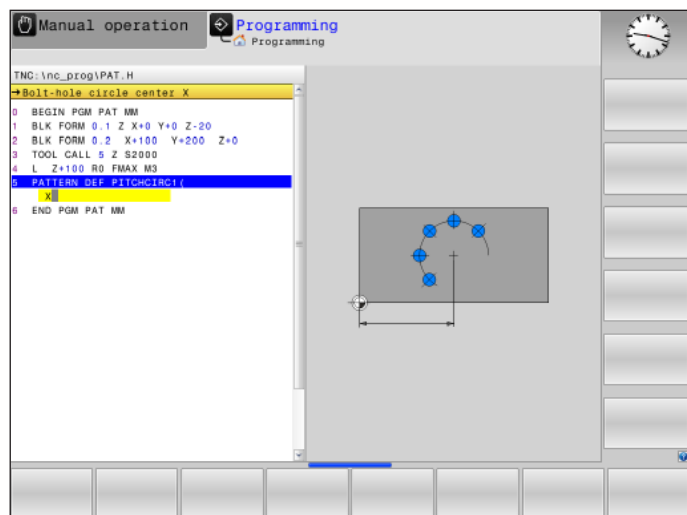 Manual operation
Programming
Programming
TNC:\nc_prog\PAT.H
→Bolt-hole circle center X
0 BEGIN PGM PAT MM
1 BLK FORM 0.1 Z X+0 Y+0 Z-20
2 BLK FORM 0.2 X+100 Y+200 Z+0
3 TOOL CALL 5 Z S2000
4 L Z+100 R0 FMAX M3
5 PATTERN DEF PITCHCIRC1(
X
6 END PGM PAT MM